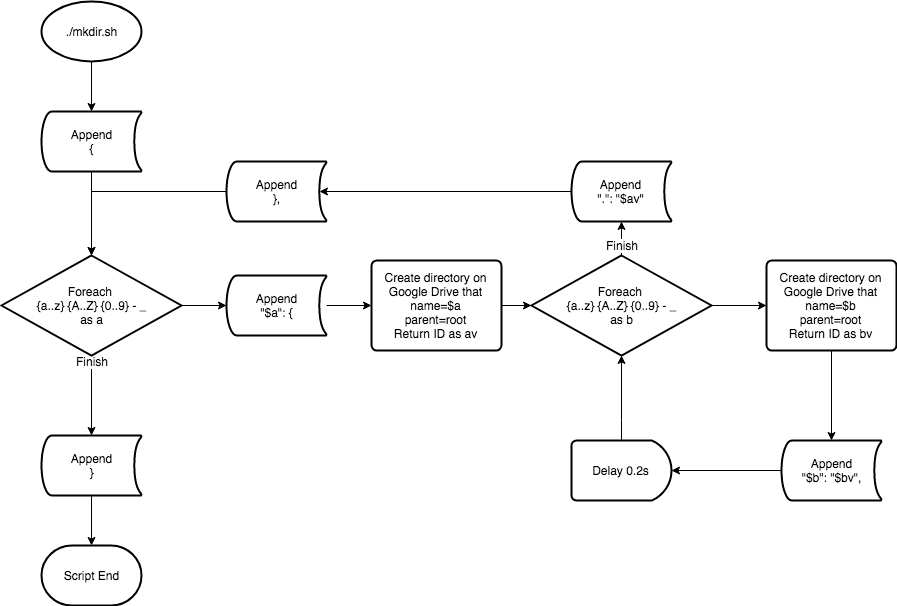 ./mkdir.sh
Append
{
Append
},
Append
".": "$av"
Finish
Foreach
{a..z} {A..Z} {0..9} - _
as a
Append
"$a": {
Create directory on
Google Drive that
name=$a
parent=root
Return ID as av
Foreach
{a..z} {A..Z} {0..9} - _
as b
Create directory on
Google Drive that
name=$b
parent=root
Return ID as bv
Finish
Append
}
Delay 0.2s
Append
"$b": "$bv",
Script End